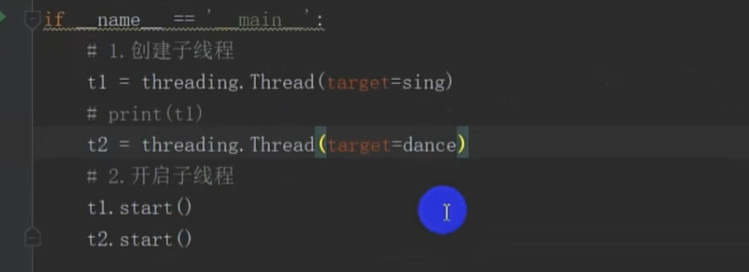 if __name__ == '__main__':
    # 1.创建子线程
    t1 = threading.Thread(target=sing)
    # print(t1)
    t2 = threading.Thread(target=dance)
    # 2.开启子线程
    t1.start()
    t2.start()